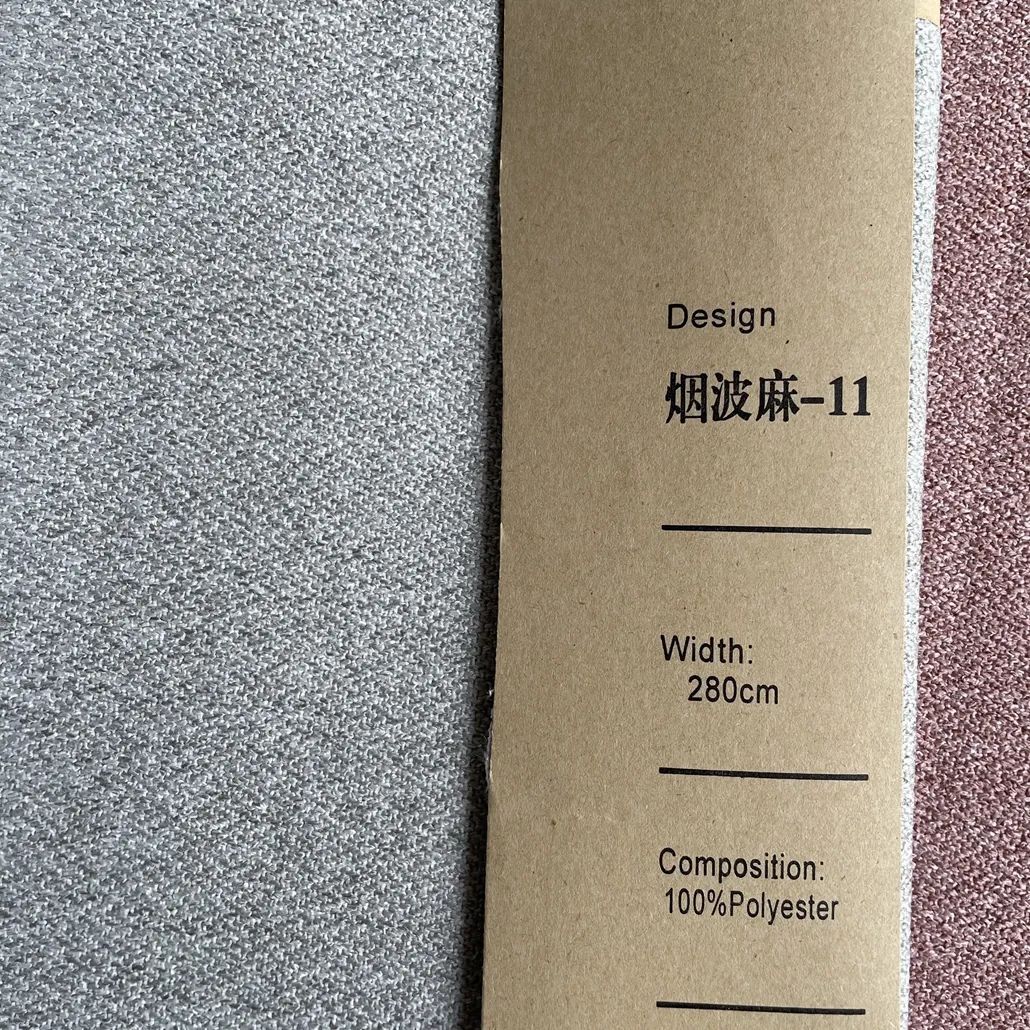 Design
烟波麻-11
Width:
280cm
Composition:
100%Polyester